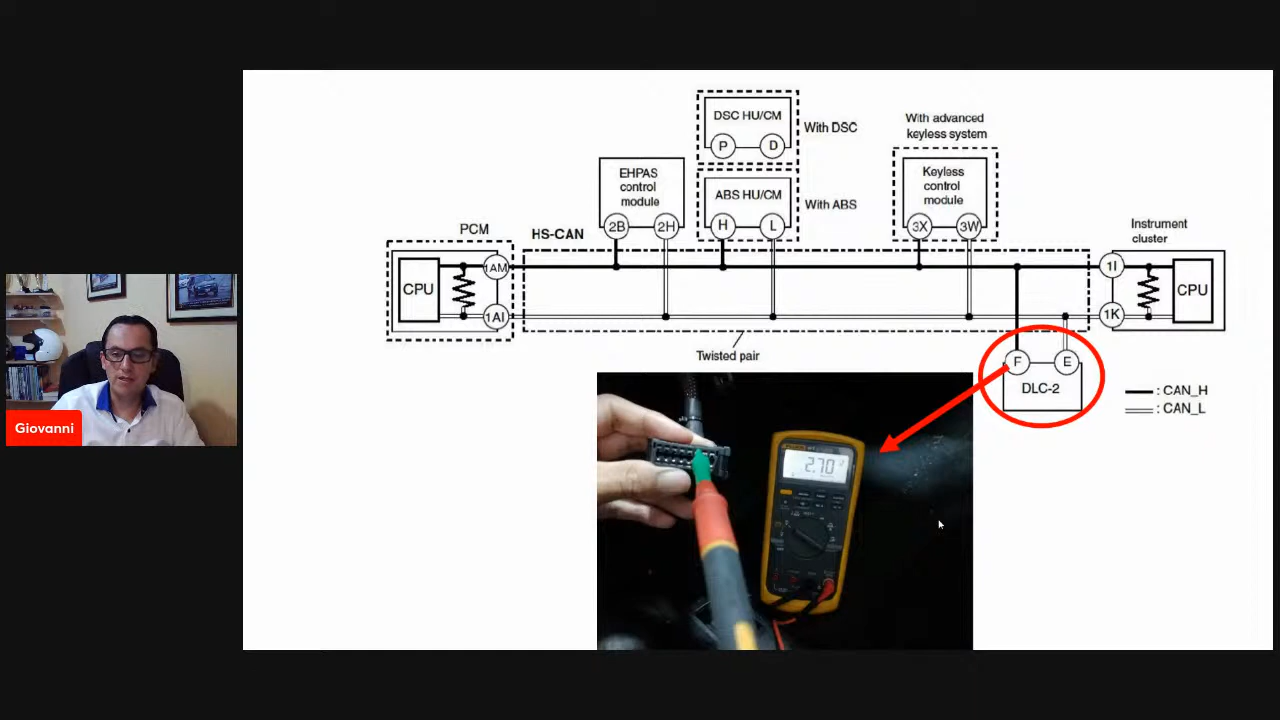 DSC HU/CM
P
D
With DSC
With advanced
keyless system
EHPAS
control
module
2B
2H
ABS HU/CM
H
L
With ABS
Keyless
control
module
3X
3W
PCM
HS-CAN
Instrument
cluster
CPU
1AM
1AI
1I
1K
CPU
Twisted pair
F
E
DLC-2
: CAN_H
: CAN_L
2.70
Giovanni